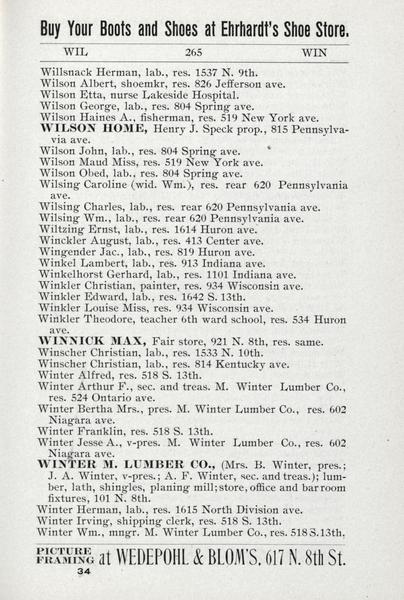 Buy Your Boots and Shoes at Ehrhardt's Shoe Store.
WIL 265 WIN
Willsnack Herman, lab., res. 1537 N. 9th.
Wilson Albert, shoemkr, res. 826 Jefferson ave.
Wilson Etta, nurse Lakeside Hospital.
Wilson George, lab., res. 804 Spring ave.
Wilson Haines A., fisherman, res. 519 New York ave.
WILSON HOME, Henry J. Speck prop., 815 Pennsylva-
via ave.
Wilson John, lab., res. 804 Spring ave.
Wilson Maud Miss, res. 519 New York ave.
Wilson Obed, lab., res. 804 Spring ave.
Wilsing Caroline (wid. Wm.), res. rear 620 Pennsylvania
ave.
Wilsing Charles, lab., res. rear 620 Pennsylvania ave.
Wilsing Wm., lab., res. rear 620 Pennsylvania ave.
Wiltzing Ernst, lab., res. 1614 Huron ave.
Winckler August, lab., res. 413 Center ave.
Wingender Jac., lab., res. 819 Huron ave.
Winkel Lambert, lab., res. 913 Indiana ave.
Winkelhorst Gerhard, lab., res. 1101 Indiana ave.
Winkler Christian, painter, res. 934 Wisconsin ave.
Winkler Edward, lab., res. 1642 S. 13th.
Winkler Louise Miss, res. 934 Wisconsin ave.
Winkler Theodore, teacher 6th ward school, res. 534 Huron
ave.
WINNICK MAX, Fair store, 921 N. 8th, res. same.
Winscher Christian, lab., res. 1533 N. 10th.
Winscher Christian, lab., res. 814 Kentucky ave.
Winter Alfred, res. 518 S. 13th.
Winter Arthur F., sec. and treas. M. Winter Lumber Co.,
res. 524 Ontario ave.
Winter Bertha Mrs., pres. M. Winter Lumber Co., res. 602
Niagara ave.
Winter Franklin, res. 518 S. 13th.
Winter Jesse A., v-pres. M. Winter Lumber Co., res. 602
Niagara ave.
WINTER M. LUMBER CO., (Mrs. B. Winter, pres.;
J. A. Winter, v-pres.; A. F. Winter, sec. and treas.); lum-
ber, lath, shingles, planing mill; store, office and bar room
fixtures, 101 N. 8th.
Winter Herman, lab., res. 1615 North Division ave.
Winter Irving, shipping clerk, res. 518 S. 13th.
Winter Wm., mngr. M. Winter Lumber Co., res. 518 S. 13th.
PICTURE FRAMING at WEDEPOHL & BLOM'S, 617 N. 8th St.
34